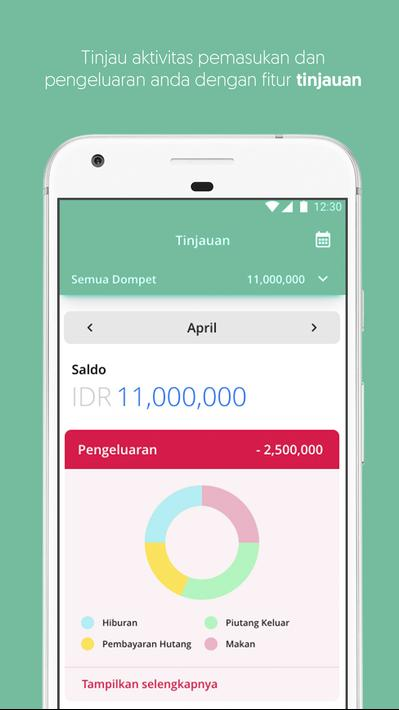 Tinjau aktivitas pemasukan dan
pengeluaran anda dengan fitur tinjauan
12:30
Tinjauan
Semua Dompet 11,000,000
April
Saldo
IDR 11,000,000
Pengeluaran - 2,500,000
Hiburan Piutang Keluar
Pembayaran Hutang Makan
Tampilkan selengkapnya